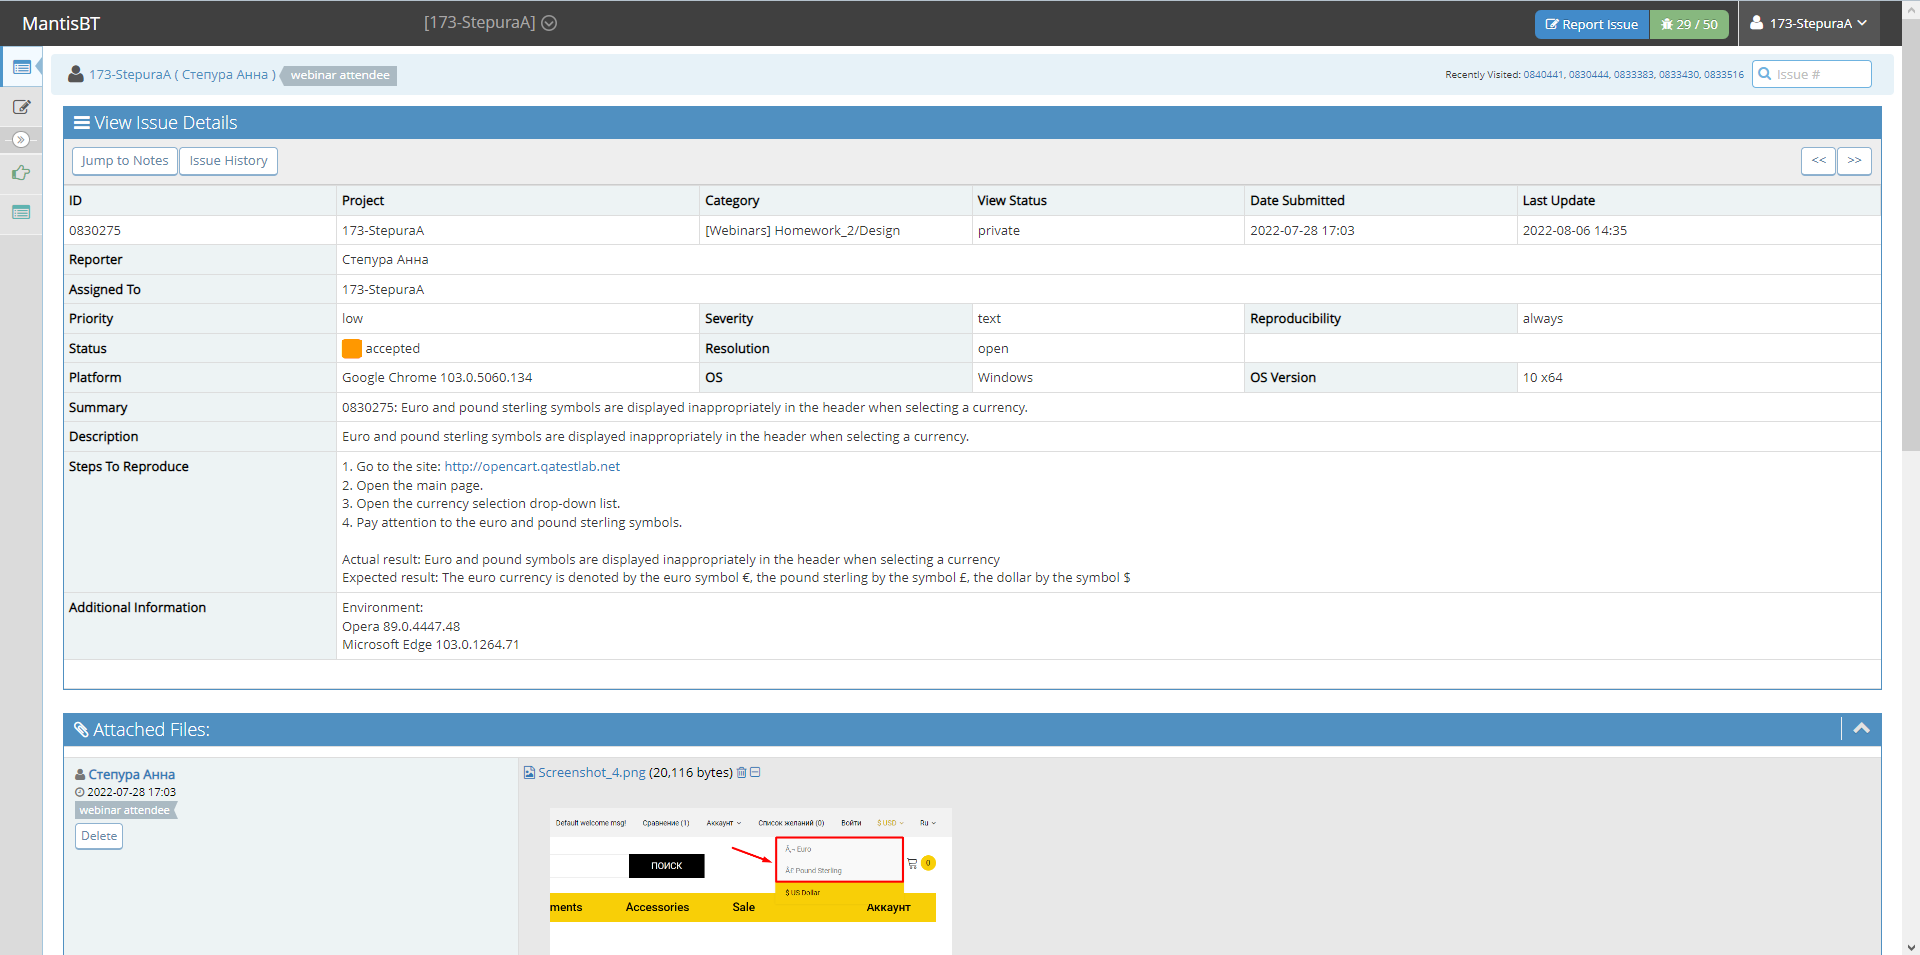 MantisBT
[173-StepuraA]
Report Issue
29 / 50
173-StepuraA
173-StepuraA ( Степура Анна )
webinar attendee
Recently Visited: 0840441, 0830444, 0833383, 0833430, 0833516
Issue #
View Issue Details
Jump to Notes
Issue History
<<
>>
ID Project Category View Status Date Submitted Last Update
0830275 173-StepuraA [Webinars] Homework_2/Design private 2022-07-28 17:03 2022-08-06 14:35
Reporter Степура Анна
Assigned To 173-StepuraA
Priority low Severity text Reproducibility always
Status accepted Resolution open
Platform Google Chrome 103.0.5060.134 OS Windows OS Version 10 x64
Summary 0830275: Euro and pound sterling symbols are displayed inappropriately in the header when selecting a currency.
Description Euro and pound sterling symbols are displayed inappropriately in the header when selecting a currency.
Steps To Reproduce 1. Go to the site: http://opencart.qatestlab.net
2. Open the main page.
3. Open the currency selection drop-down list.
4. Pay attention to the euro and pound sterling symbols.
Actual result: Euro and pound symbols are displayed inappropriately in the header when selecting a currency
Expected result: The euro currency is denoted by the euro symbol €, the pound sterling by the symbol £, the dollar by the symbol $
Additional Information Environment:
Opera 89.0.4447.48
Microsoft Edge 103.0.1264.71
Attached Files:
Степура Анна
2022-07-28 17:03
webinar attendee
Delete
Screenshot_4.png (20,116 bytes)
Default welcome msg! Сравнение (1) Аккаунт Список желаний (0) Войти $ USD Ru
ПОИСК
Ã‚¬ Euro
Â£ Pound Sterling
0
$ US Dollar
ments Accessories Sale Аккаунт